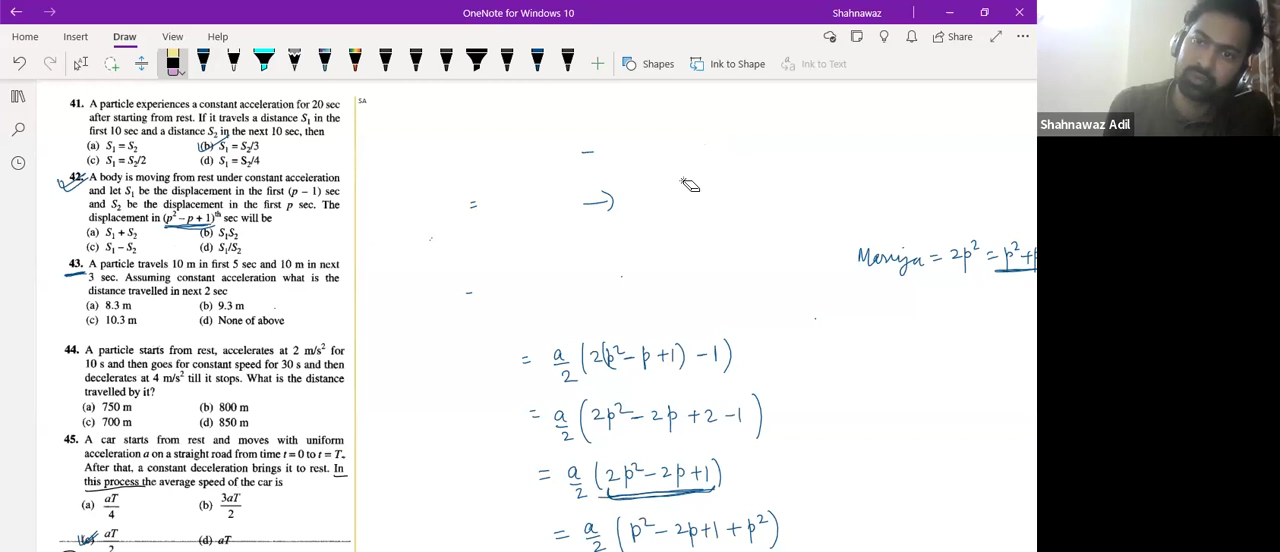 OneNote for Windows 10
Shahnawaz
Home Insert Draw View Help
Share
Shapes
Ink to Shape
Ink to Text
41. A particle experiences a constant acceleration for 20 sec
after starting from rest. If it travels a distance S₁ in the
first 10 sec and a distance S₂ in the next 10 sec, then
(a) S₁ = S₂ (b) S₁ = S₂/3
(c) S₁ = S₂/2 (d) S₁ = S₂/4
42. A body is moving from rest under constant acceleration
and let S₁ be the displacement in the first (p − 1) sec
and S₂ be the displacement in the first p sec. The
displacement in (p² − p + 1)ᵗʰ sec will be
(a) S₁ + S₂ (b) S₁S₂
(c) S₁ − S₂ (d) S₁/S₂
43. A particle travels 10 m in first 5 sec and 10 m in next
3 sec. Assuming constant acceleration what is the
distance travelled in next 2 sec
(a) 8.3 m (b) 9.3 m
(c) 10.3 m (d) None of above
44. A particle starts from rest, accelerates at 2 m/s² for
10 s and then goes for constant speed for 30 s and then
decelerates at 4 m/s² till it stops. What is the distance
travelled by it?
(a) 750 m (b) 800 m
(c) 700 m (d) 850 m
45. A car starts from rest and moves with uniform
acceleration a on a straight road from time t = 0 to t = T.
After that, a constant deceleration brings it to rest. In
this process the average speed of the car is
(a) aT/4 (b) 3aT/2
aT/2 (d) aT
SA
−
= →
−
= a/2 (2(p² − p + 1) − 1)
= a/2 (2p² − 2p + 2 − 1)
= a/2 (2p² − 2p + 1)
= a/2 (p² − 2p + 1 + p²)
= 2p² = p² + p
Shahnawaz Adil